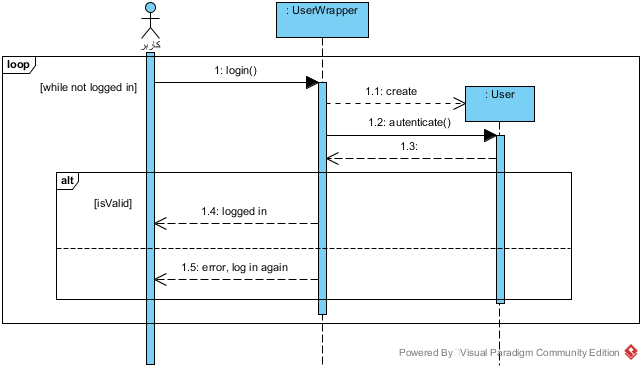 : UserWrapper
کاربر
loop
1: login()
[while not logged in]
1.1: create
: User
1.2: autenticate()
1.3:
alt
[isValid]
1.4: logged in
1.5: error, log in again
Powered By Visual Paradigm Community Edition